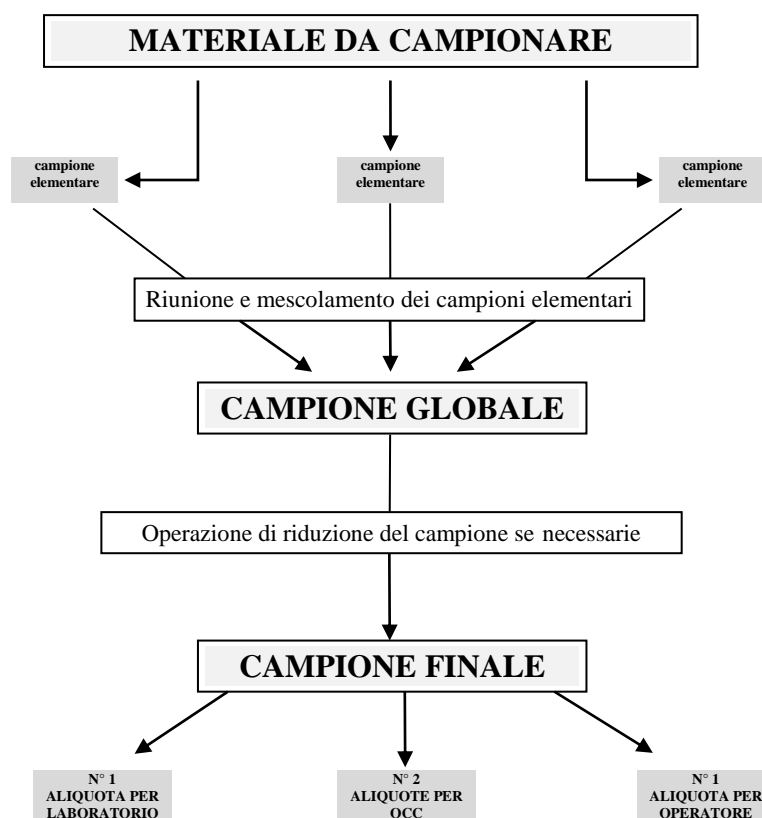 MATERIALE DA CAMPIONARE
campione
elementare
campione
elementare
campione
elementare
Riunione e mescolamento dei campioni elementari
CAMPIONE GLOBALE
Operazione di riduzione del campione se necessarie
CAMPIONE FINALE
N° 1
ALIQUOTA PER
LABORATORIO
N° 2
ALIQUOTE PER
OCC
N° 1
ALIQUOTA PER
OPERATORE